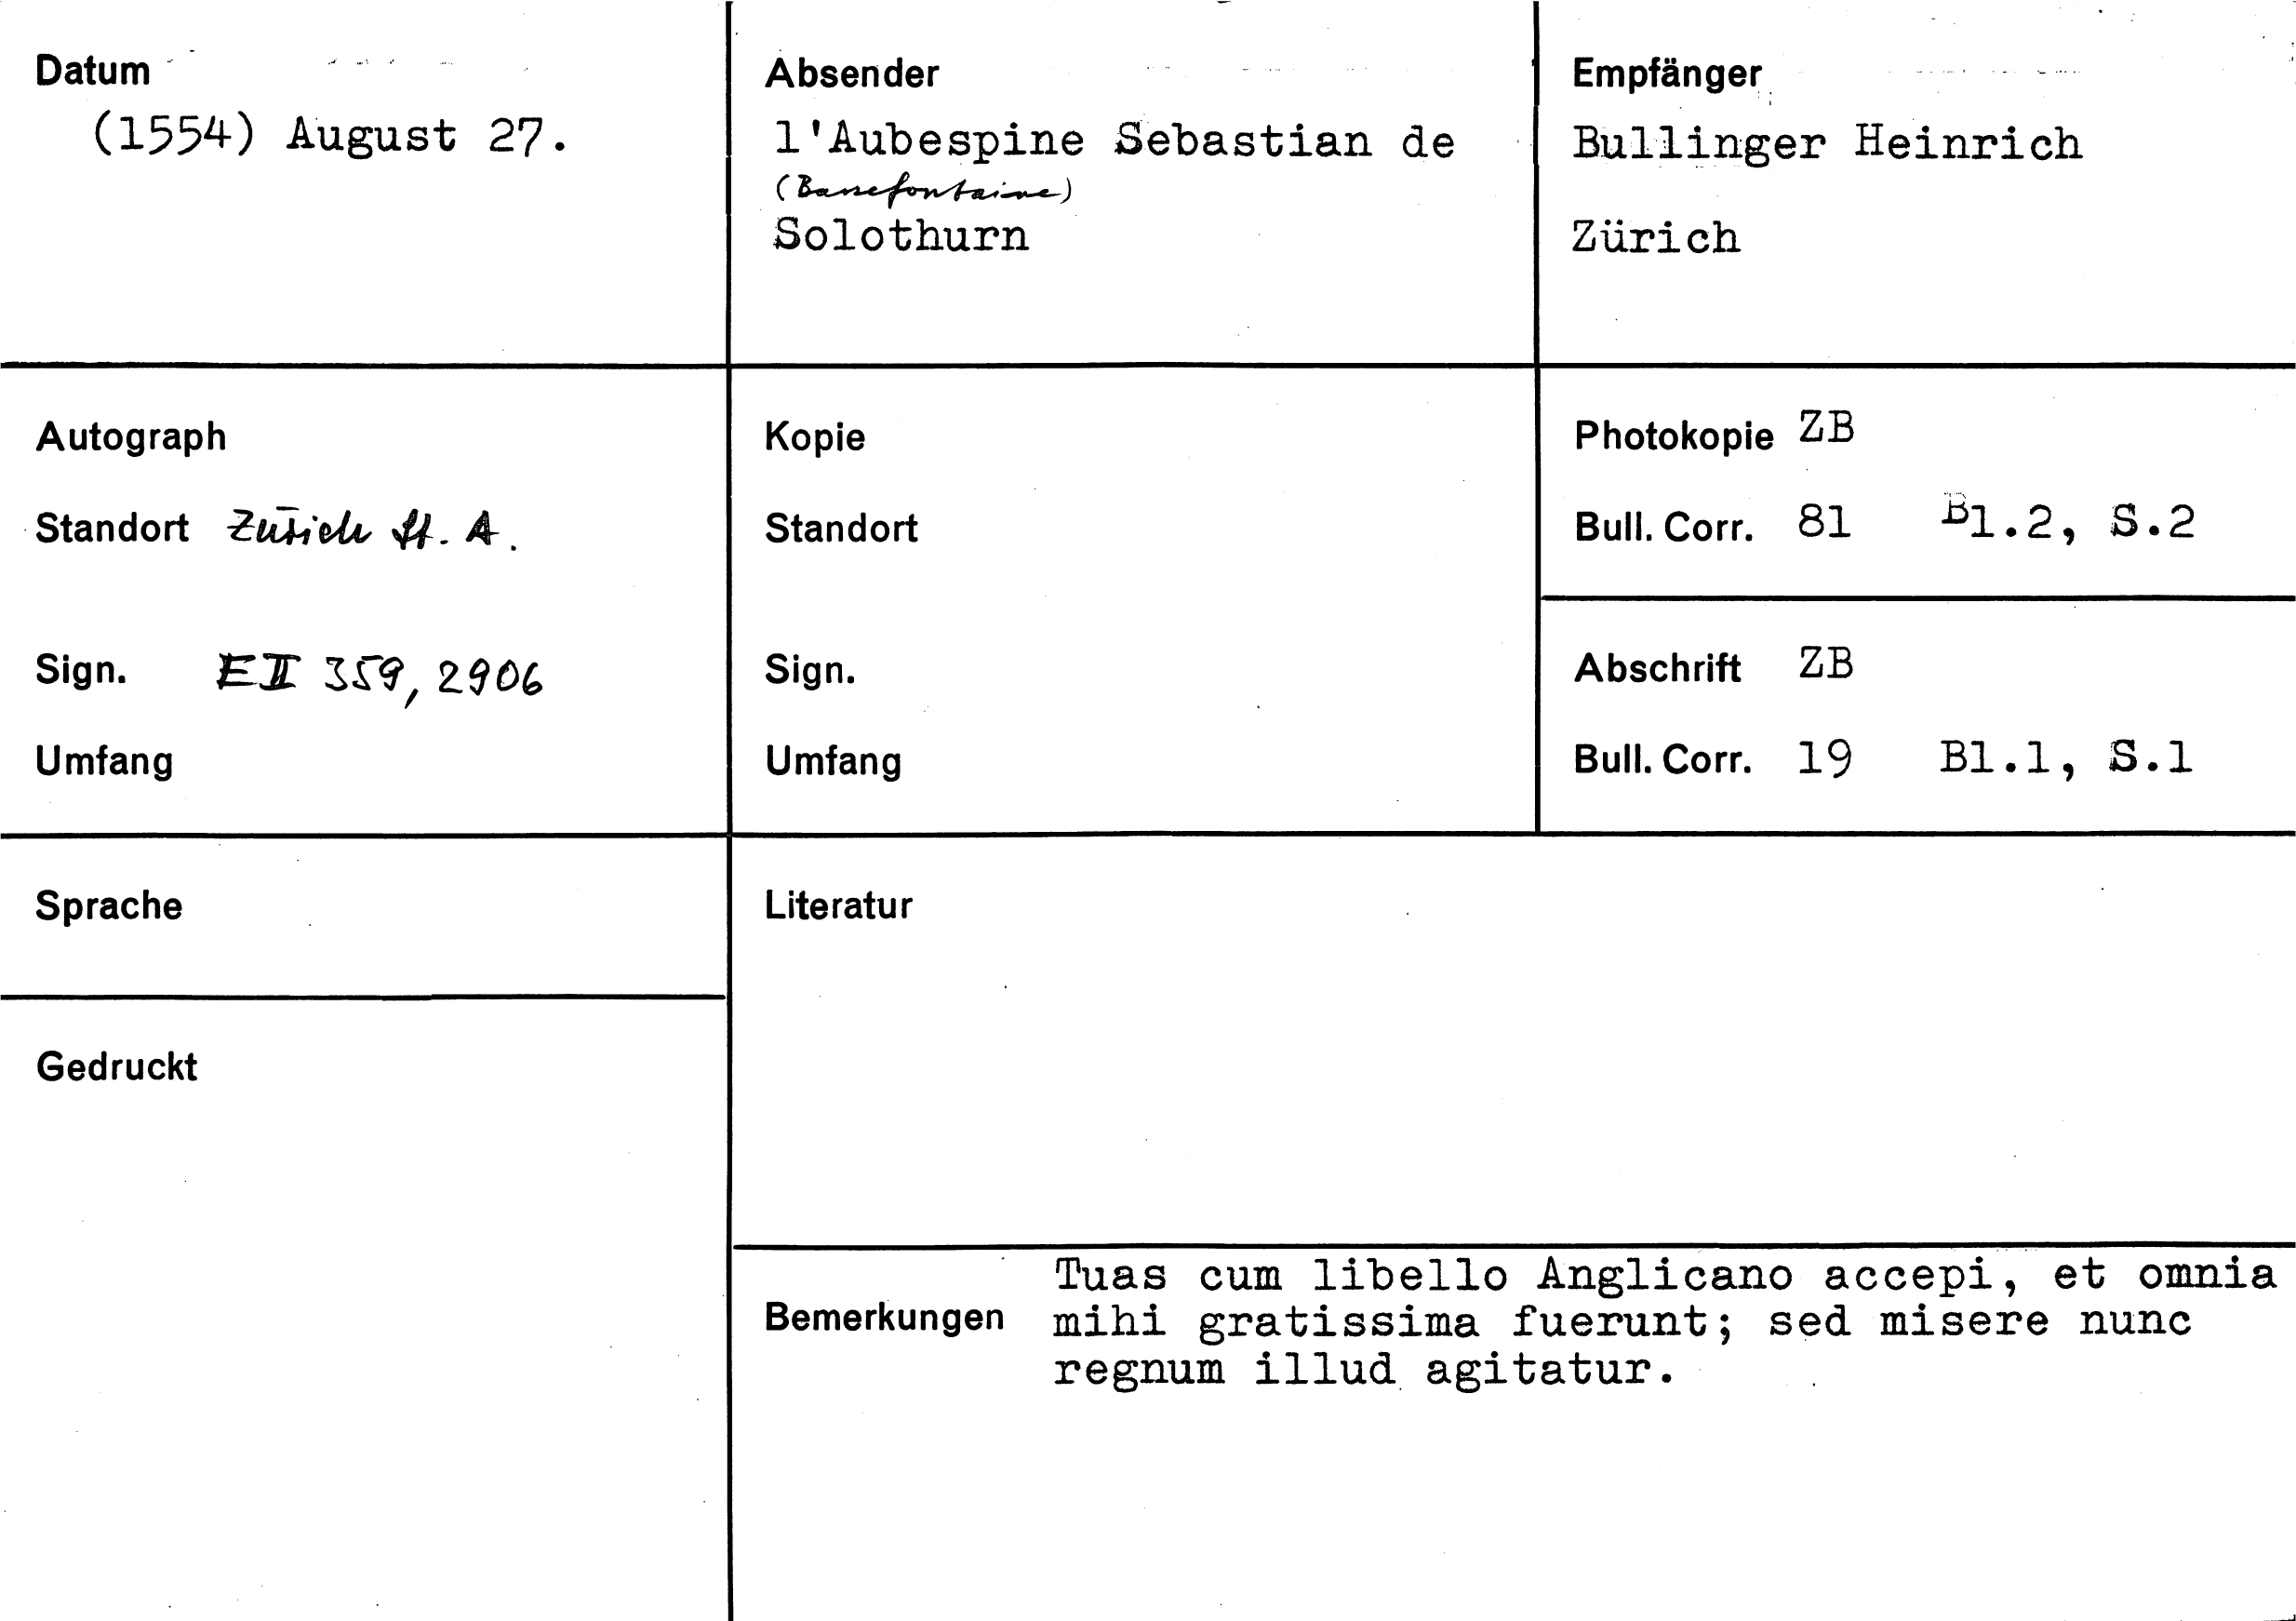 Datum
(1554) August 27.
Absender
l'Aubespine Sebastian de
(Bassefontaine)
Solothurn
Empfänger
Bullinger Heinrich
Zürich
Autograph
Standort Zürich St. A.
Sign. E II 359, 2906
Umfang
Kopie
Standort
Sign.
Umfang
Photokopie ZB
Bull. Corr. 81 Bl.2, S.2
Abschrift ZB
Bull. Corr. 19 Bl.1, S.1
Sprache
Gedruckt
Literatur
Bemerkungen
Tuas cum libello Anglicano accepi, et omnia
mihi gratissima fuerunt; sed misere nunc
regnum illud agitatur.